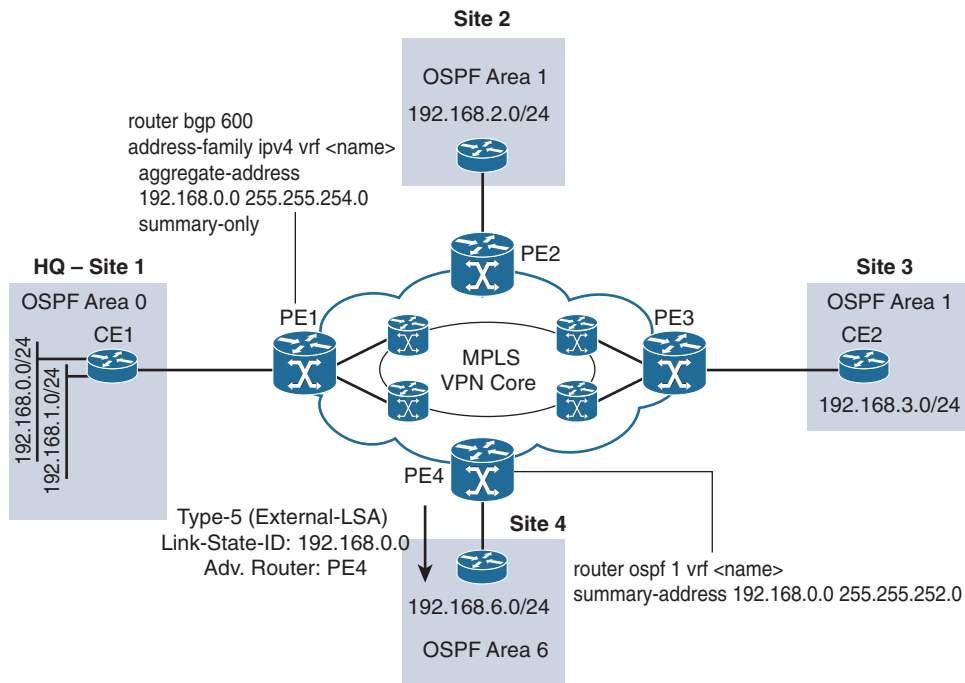 Site 2
OSPF Area 1
192.168.2.0/24
router bgp 600
address-family ipv4 vrf <name>
aggregate-address
192.168.0.0 255.255.254.0
summary-only
PE2
HQ – Site 1
OSPF Area 0
CE1
192.168.0.0/24
192.168.1.0/24
PE1
MPLS
VPN Core
PE3
Site 3
OSPF Area 1
CE2
192.168.3.0/24
PE4
Type-5 (External-LSA)
Link-State-ID: 192.168.0.0
Adv. Router: PE4
Site 4
192.168.6.0/24
OSPF Area 6
router ospf 1 vrf <name>
summary-address 192.168.0.0 255.255.252.0